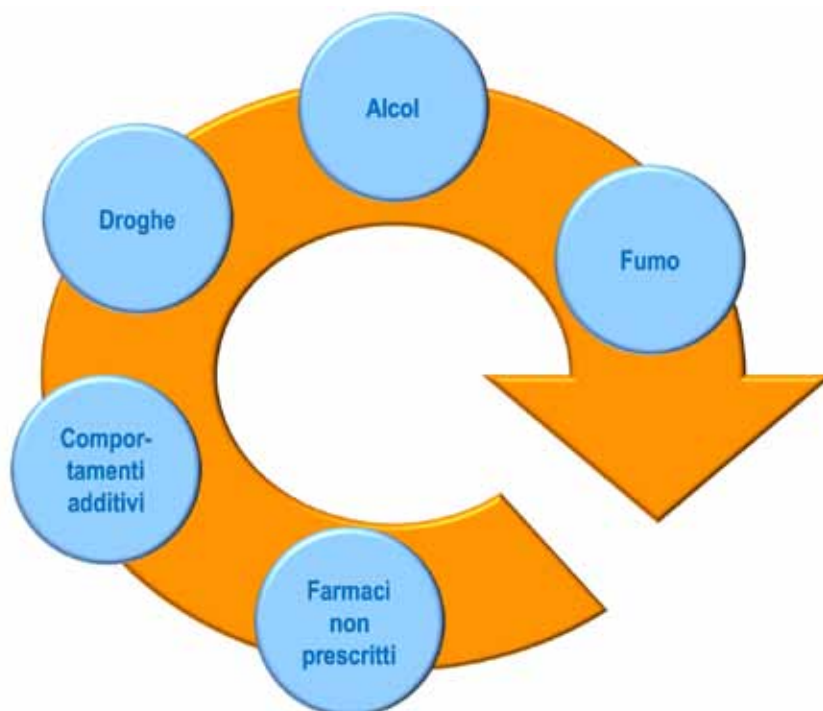 Alcol
Droghe
Fumo
Compor-
tamenti
additivi
Farmaci
non
prescritti